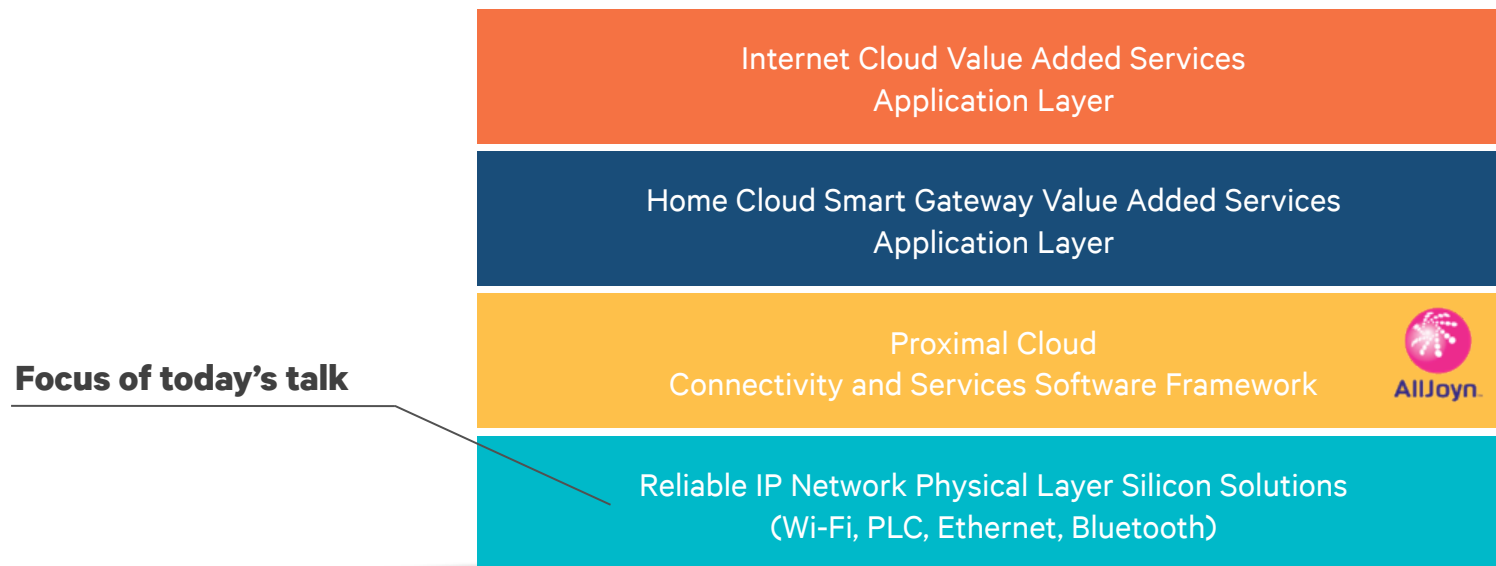 Internet Cloud Value Added Services
Application Layer
Home Cloud Smart Gateway Value Added Services
Application Layer
Proximal Cloud
Connectivity and Services Software Framework
AllJoyn™
Focus of today’s talk
Reliable IP Network Physical Layer Silicon Solutions
(Wi-Fi, PLC, Ethernet, Bluetooth)